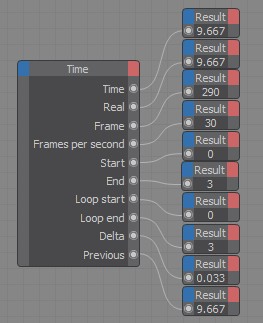 Time
Time
Real
Frame
Frames per second
Start
End
Loop start
Loop end
Delta
Previous
Result
9.667
Result
9.667
Result
290
Result
30
Result
0
Result
3
Result
0
Result
3
Result
0.033
Result
9.667